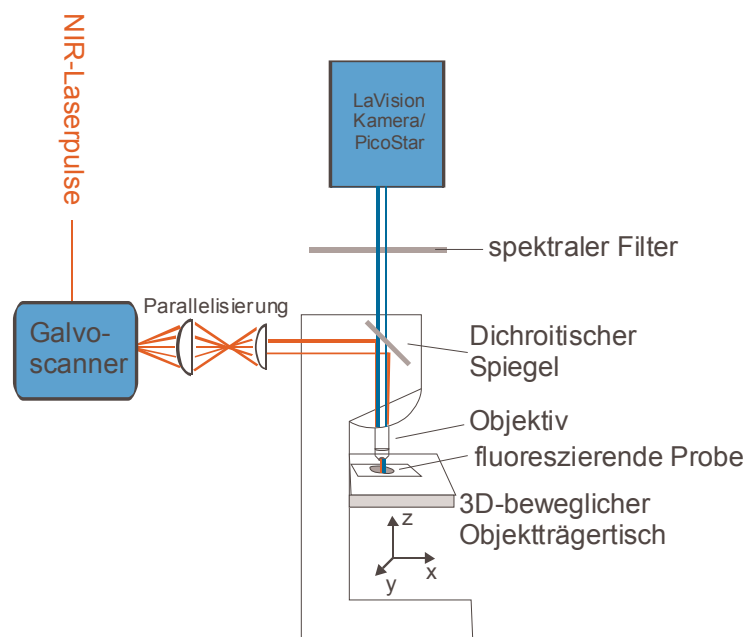 NIR-Laserpulse
LaVision
Kamera/
PicoStar
spektraler Filter
Parallelisierung
Galvo-
scanner
Dichroitischer
Spiegel
Objektiv
fluoreszierende Probe
3D-beweglicher
Objektträgertisch
z
x
y